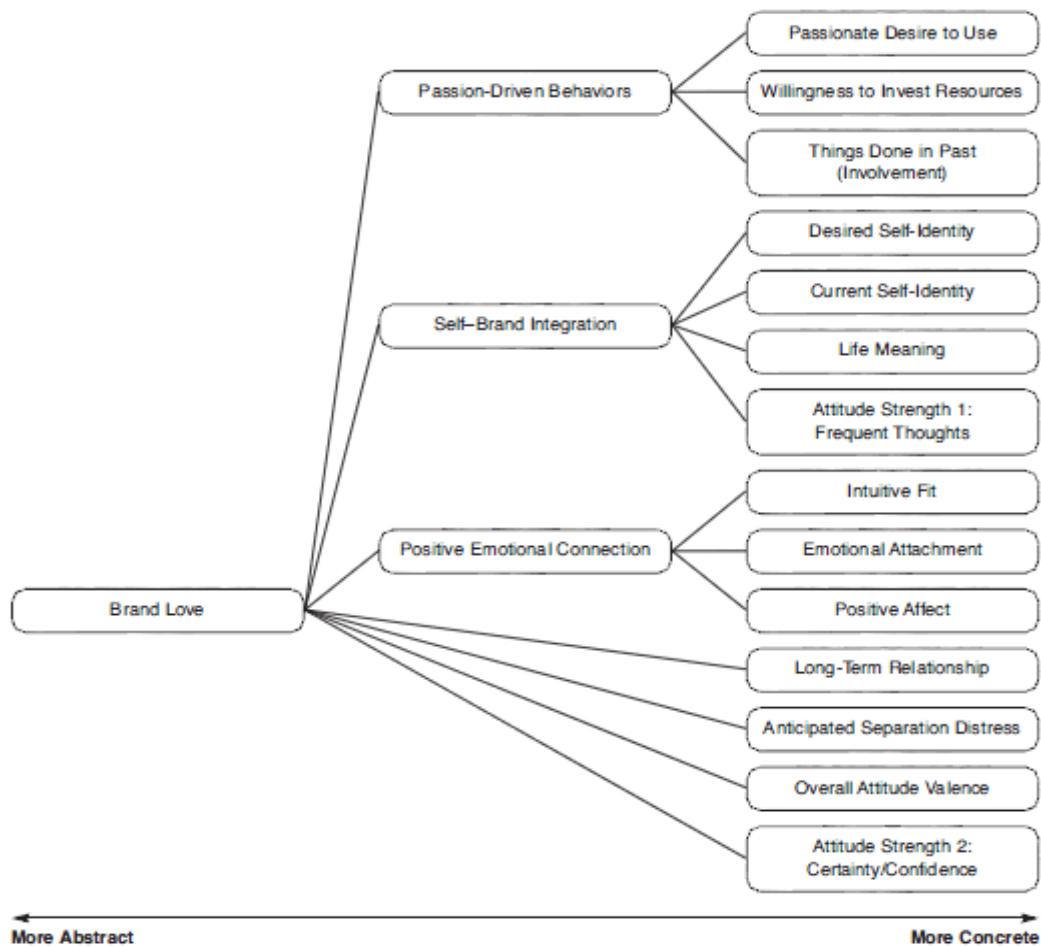 Passionate Desire to Use
Passion-Driven Behaviors
Willingness to Invest Resources
Things Done in Past
(Involvement)
Desired Self-Identity
Current Self-Identity
Self–Brand Integration
Life Meaning
Attitude Strength 1:
Frequent Thoughts
Intuitive Fit
Positive Emotional Connection
Emotional Attachment
Brand Love
Positive Affect
Long-Term Relationship
Anticipated Separation Distress
Overall Attitude Valence
Attitude Strength 2:
Certainty/Confidence
More Abstract
More Concrete